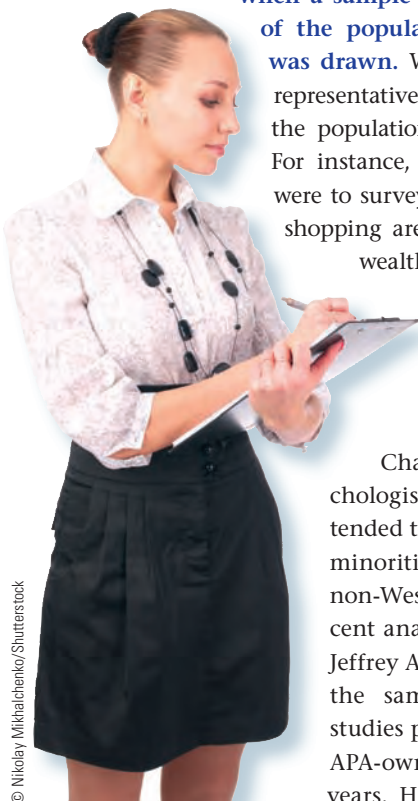 when a sample
of the popula
was drawn. W
representative
the population
For instance,
were to survey
shopping are
wealth
Cha
chologis
tended t
minoriti
non-Wes
cent ana
Jeffrey A
the sam
studies p
APA-own
years. H
© Nikolay Mikhalchenko/Shutterstock